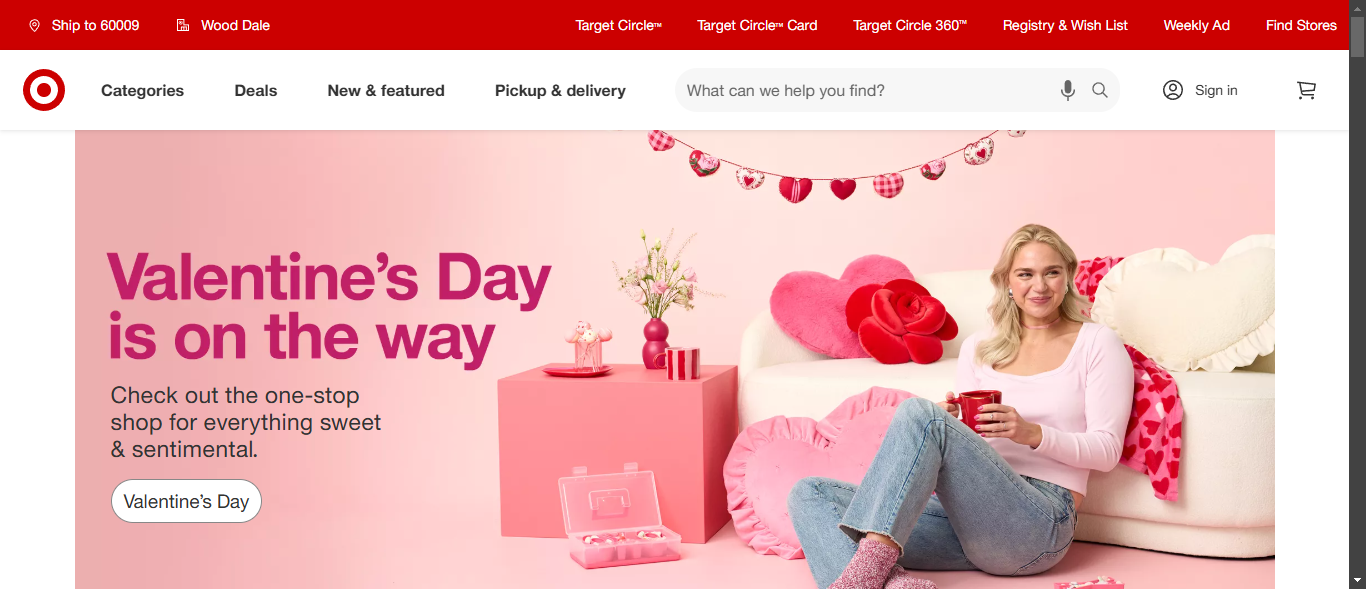 Ship to 60009
Wood Dale
Target Circle™
Target Circle™ Card
Target Circle 360™
Registry & Wish List
Weekly Ad
Find Stores
Categories
Deals
New & featured
Pickup & delivery
What can we help you find?
Sign in
Valentine’s Day
is on the way
Check out the one-stop
shop for everything sweet
& sentimental.
Valentine’s Day